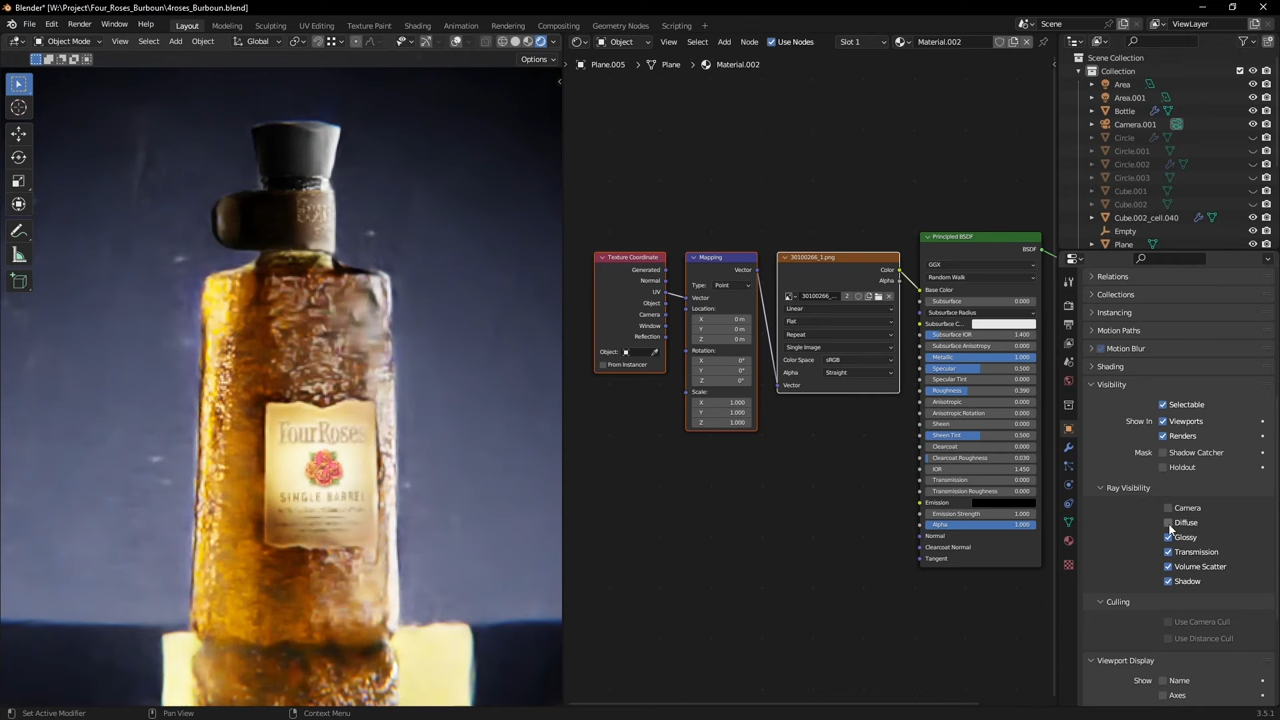 Blender* [W:\Project\Four_Roses_Burboun\4roses_Burboun.blend]
File Edit Render Window Help Layout Modeling Sculpting UV Editing Texture Paint Shading Animation Rendering Compositing Geometry Nodes Scripting Scene ViewLayer
Object Mode View Select Add Object Global Object View Select Add Node Use Nodes Slot 1 Material.002
Options
Plane.005 Plane Material.002
Scene Collection
Collection
Area
Area.001
Bottle
Camera.001
Circle
Circle.001
Circle.002
Circle.003
Cube.001
Cube.002
Cube.002_cell.040
Empty
Plane
FourRoses
SINGLE BARREL
Texture Coordinate
Generated
Normal
UV
Object
Camera
Window
Reflection
Object:
From Instancer
Mapping
Vector
Type: Point
Vector
Location:
X 0 m
Y 0 m
Z 0 m
Rotation:
X 0°
Y 0°
Z 0°
Scale:
X 1.000
Y 1.000
Z 1.000
30100266_1.png
Color
Alpha
30100266_... 2
Linear
Flat
Repeat
Single Image
Color Space sRGB
Alpha Straight
Vector
Principled BSDF
BSDF
GGX
Random Walk
Base Color
Subsurface 0.000
Subsurface Radius
Subsurface C...
Subsurface IOR 1.400
Subsurface Anisotropy 0.000
Metallic 1.000
Specular 0.500
Specular Tint 0.000
Roughness 0.390
Anisotropic 0.000
Anisotropic Rotation 0.000
Sheen 0.000
Sheen Tint 0.500
Clearcoat 0.000
Clearcoat Roughness 0.030
IOR 1.450
Transmission 0.000
Transmission Roughness 0.000
Emission
Emission Strength 1.000
Alpha 1.000
Normal
Clearcoat Normal
Tangent
Relations
Collections
Instancing
Motion Paths
Motion Blur
Shading
Visibility
Selectable
Show In Viewports
Renders
Mask Shadow Catcher
Holdout
Ray Visibility
Camera
Diffuse
Glossy
Transmission
Volume Scatter
Shadow
Culling
Use Camera Cull
Use Distance Cull
Viewport Display
Show Name
Axes
Set Active Modifier Pan View Context Menu 3.5.1